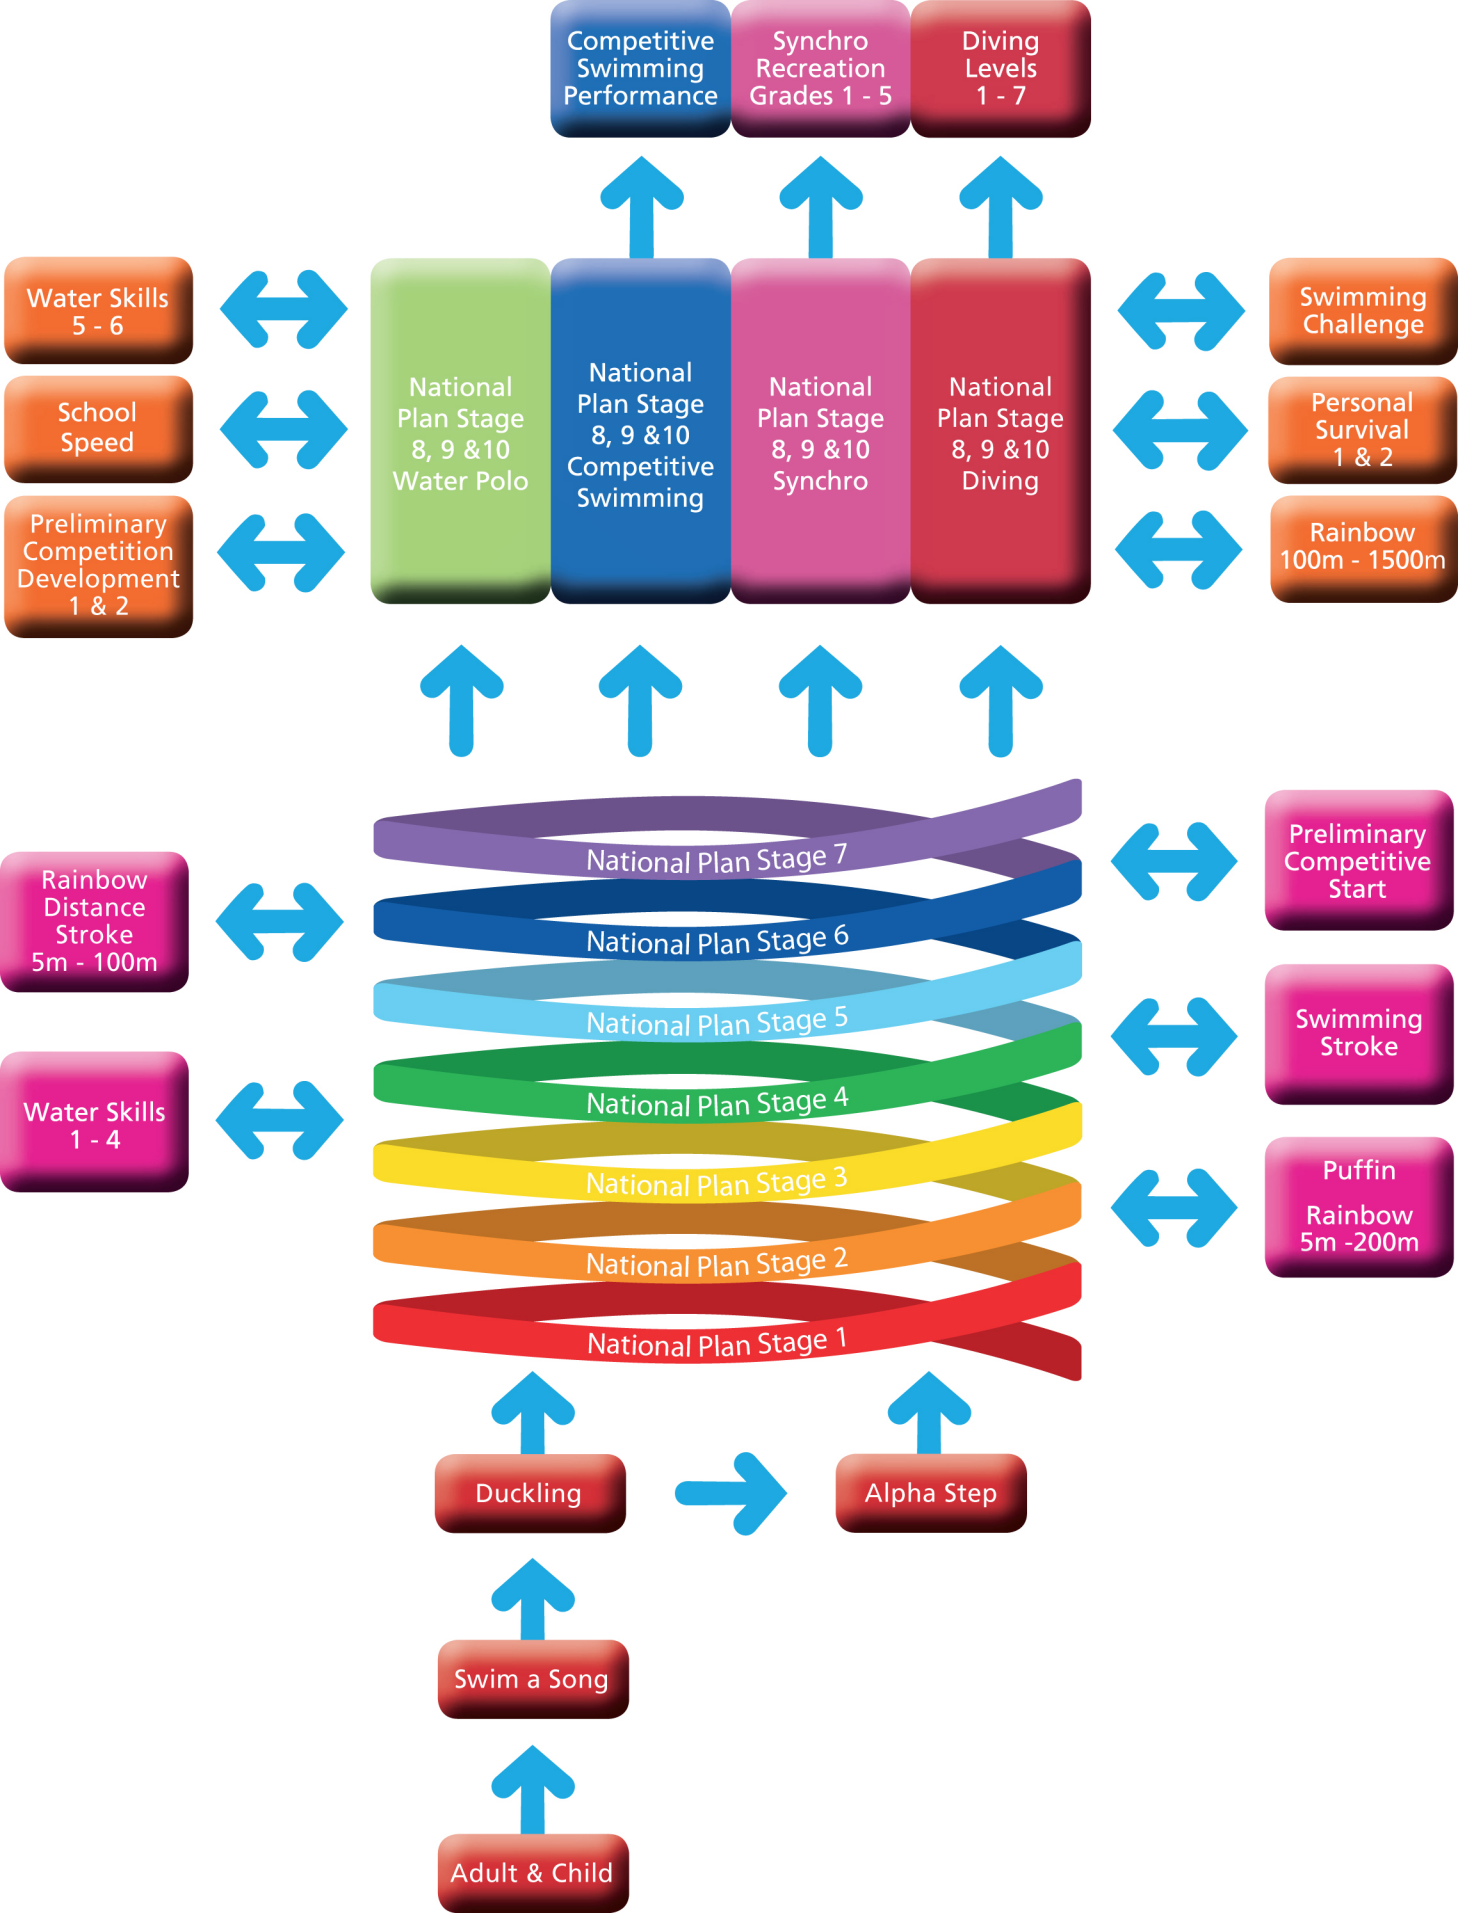 Competitive
Swimming
Performance
Synchro
Recreation
Grades 1 - 5
Diving
Levels
1 - 7
Water Skills
5 - 6
School
Speed
Preliminary
Competition
Development
1 & 2
National
Plan Stage
8, 9 &10
Water Polo
National
Plan Stage
8, 9 &10
Competitive
Swimming
National
Plan Stage
8, 9 &10
Synchro
National
Plan Stage
8, 9 &10
Diving
Swimming
Challenge
Personal
Survival
1 & 2
Rainbow
100m - 1500m
Rainbow
Distance
Stroke
5m - 100m
Water Skills
1 - 4
National Plan Stage 7
National Plan Stage 6
National Plan Stage 5
National Plan Stage 4
National Plan Stage 3
National Plan Stage 2
National Plan Stage 1
Preliminary
Competitive
Start
Swimming
Stroke
Puffin
Rainbow
5m -200m
Duckling
Alpha Step
Swim a Song
Adult & Child